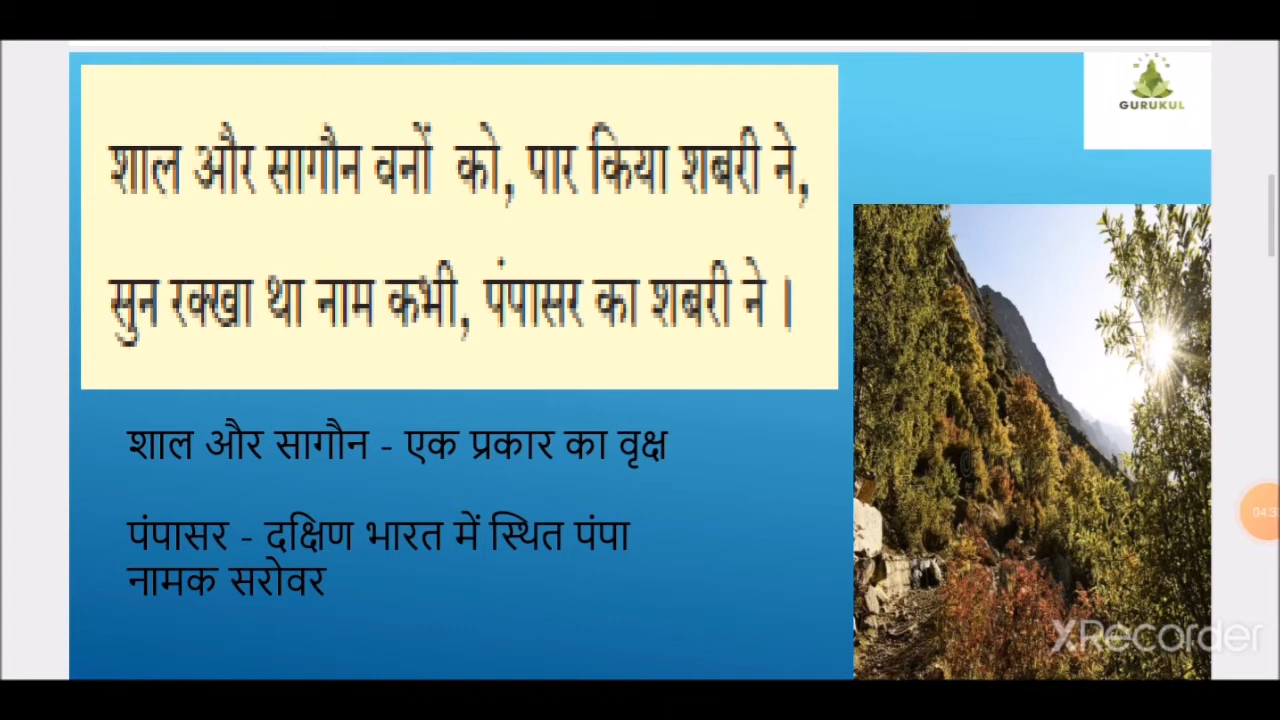 GURUKUL
शाल और सागौन वनों को, पार किया शबरी ने,
सुन रक्खा था नाम कभी, पंपासर का शबरी ने।
शाल और सागौन - एक प्रकार का वृक्ष
पंपासर - दक्षिण भारत में स्थित पंपा
नामक सरोवर
XRecorder